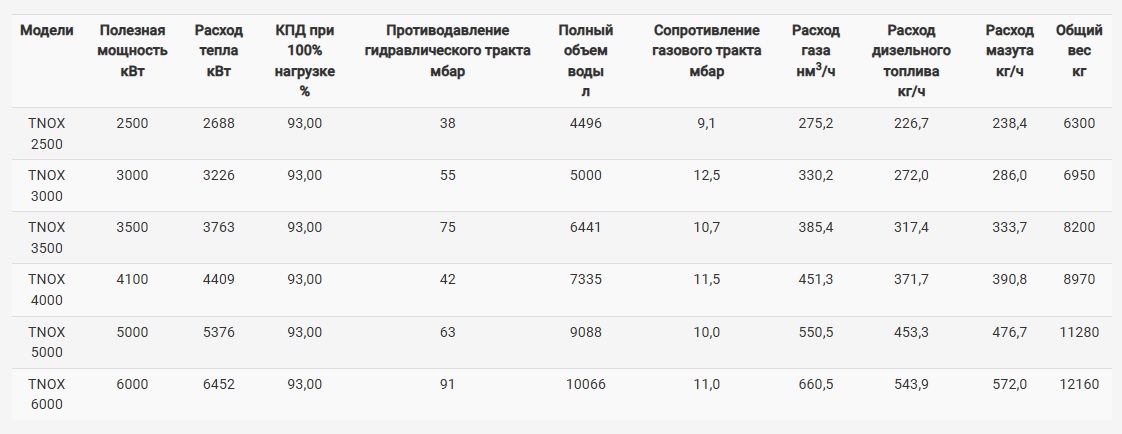 Модели Полезная мощность кВт Расход тепла кВт КПД при 100% нагрузке % Противодавление гидравлического тракта мбар Полный объем воды л Сопротивление газового тракта мбар Расход газа нм³/ч Расход дизельного топлива кг/ч Расход мазута кг/ч Общий вес кг
TNOX 2500 2500 2688 93,00 38 4496 9,1 275,2 226,7 238,4 6300
TNOX 3000 3000 3226 93,00 55 5000 12,5 330,2 272,0 286,0 6950
TNOX 3500 3500 3763 93,00 75 6441 10,7 385,4 317,4 333,7 8200
TNOX 4000 4100 4409 93,00 42 7335 11,5 451,3 371,7 390,8 8970
TNOX 5000 5000 5376 93,00 63 9088 10,0 550,5 453,3 476,7 11280
TNOX 6000 6000 6452 93,00 91 10066 11,0 660,5 543,9 572,0 12160